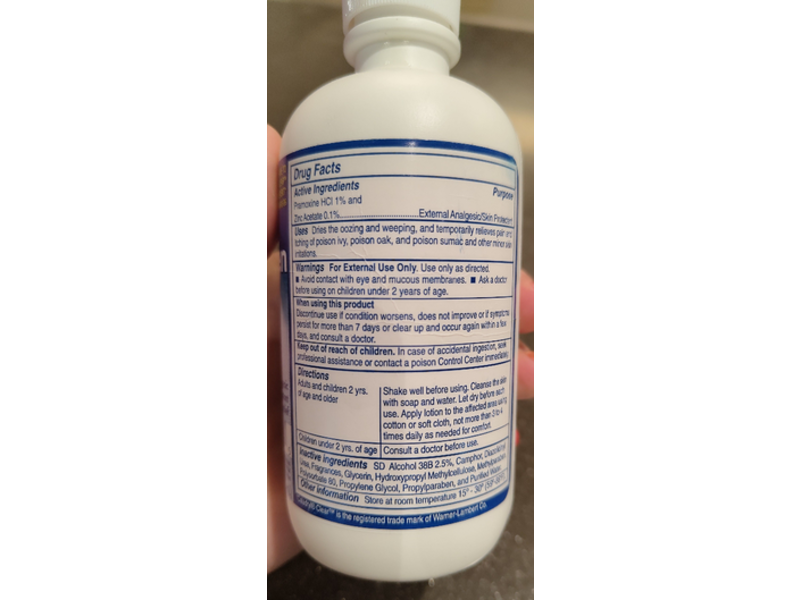 Drug Facts
Active Ingredients Purpose
Pramoxine HCl 1% and
Zinc Acetate 0.1% External Analgesic/Skin Protectant
Uses Dries the oozing and weeping, and temporarily relieves pain and
itching of poison ivy, poison oak, and poison sumac and other minor skin
irritations.
Warnings For External Use Only. Use only as directed.
■ Avoid contact with eye and mucous membranes. ■ Ask a doctor
before using on children under 2 years of age.
When using this product
Discontinue use if condition worsens, does not improve or if symptoms
persist for more than 7 days or clear up and occur again within a few
days, and consult a doctor.
Keep out of reach of children. In case of accidental ingestion, seek
professional assistance or contact a poison Control Center immediately.
Directions
Adults and children 2 yrs.
of age and older
Shake well before using. Cleanse the skin
with soap and water. Let dry before each
use. Apply lotion to the affected area using
cotton or soft cloth, not more than 3 to 4
times daily as needed for comfort.
Children under 2 yrs. of age Consult a doctor before use.
Inactive ingredients SD Alcohol 38B 2.5%, Camphor, Diazolidinyl
Urea, Fragrances, Glycerin, Hydroxypropyl Methylcellulose, Methylparaben,
Polysorbate 80, Propylene Glycol, Propylparaben, and Purified Water.
Other information Store at room temperature 15° - 30°
Clear™ is the registered trade mark of Warner-Lambert Co.